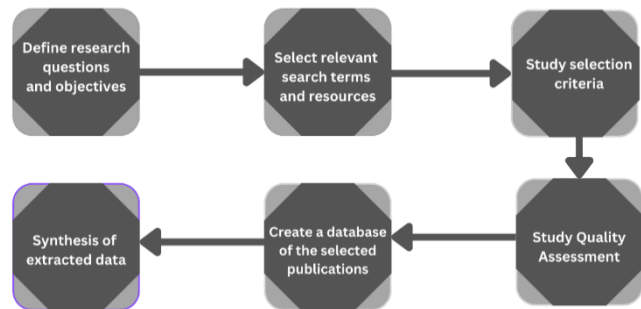 Define research
questions
and objectives
Select relevant
search terms
and resources
Study selection
criteria
Study Quality
Assessment
Create a database
of the selected
publications
Synthesis of
extracted data